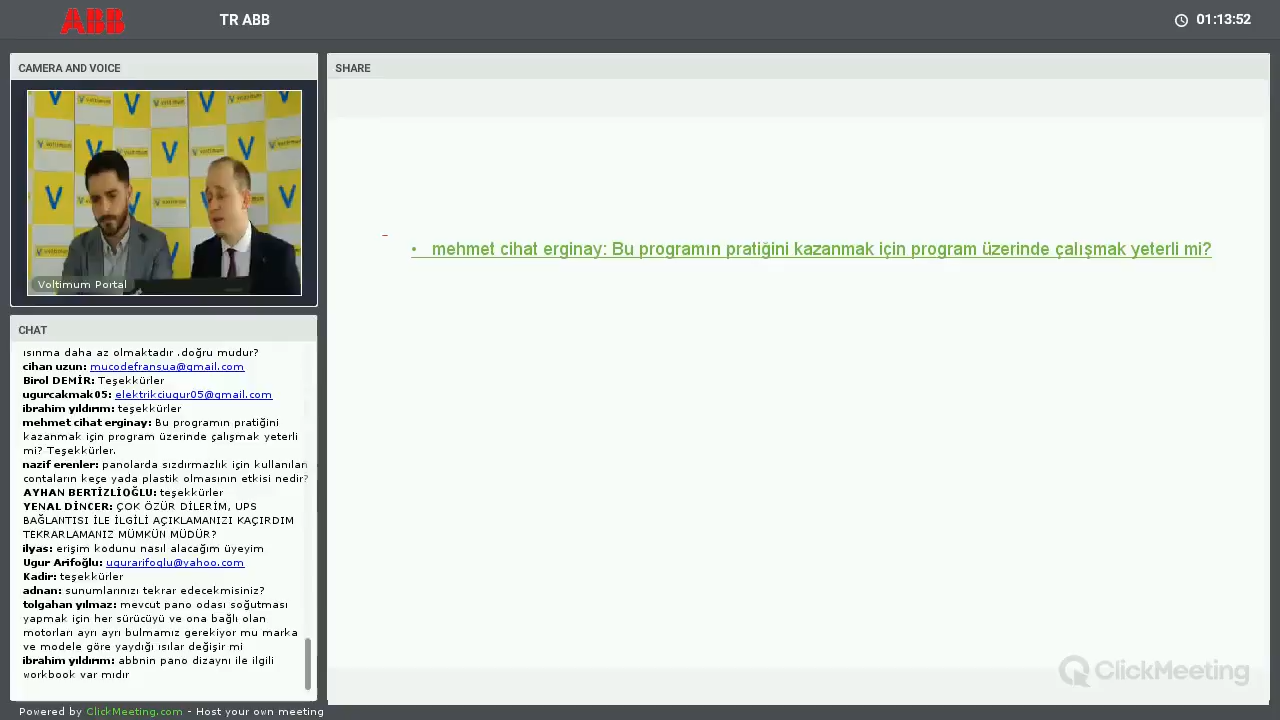 ABB
TR ABB
01:13:52
CAMERA AND VOICE
Voltimum Portal
SHARE
mehmet cihat erginay: Bu programın pratiğini kazanmak için program üzerinde çalışmak yeterli mi?
CHAT
ısınma daha az olmaktadır .doğru mudur?
cihan uzun: mucodefransua@gmail.com
Birol DEMİR: Teşekkürler
ugurcakmak05: elektrikciugur05@gmail.com
ibrahim yıldırım: teşekkürler
mehmet cihat erginay: Bu programın pratiğini
kazanmak için program üzerinde çalışmak yeterli
mi? Teşekkürler.
nazif erenler: panolarda sızdırmazlık için kullanılan
contaların keçe yada plastik olmasının etkisi nedir?
AYHAN BERTİZLİOĞLU: teşekkürler
YENAL DİNCER: ÇOK ÖZÜR DİLERİM, UPS
BAĞLANTISI İLE İLGİLİ AÇIKLAMANIZI KAÇIRDIM
TEKRARLAMANIZ MÜMKÜN MÜDÜR?
ilyas: erişim kodunu nasıl alacağım üyeyim
Ugur Arifoğlu: ugurarifoglu@yahoo.com
Kadir: teşekkürler
adnan: sunumlarınızı tekrar edecekmisiniz?
tolgahan yılmaz: mevcut pano odası soğutması
yapmak için her sürücüyü ve ona bağlı olan
motorları ayrı ayrı bulmamız gerekiyor mu marka
ve modele göre yaydığı ısılar değişir mi
ibrahim yıldırım: abbnin pano dizaynı ile ilgili
workbook var mıdır
ClickMeeting
Powered by ClickMeeting.com - Host your own meeting